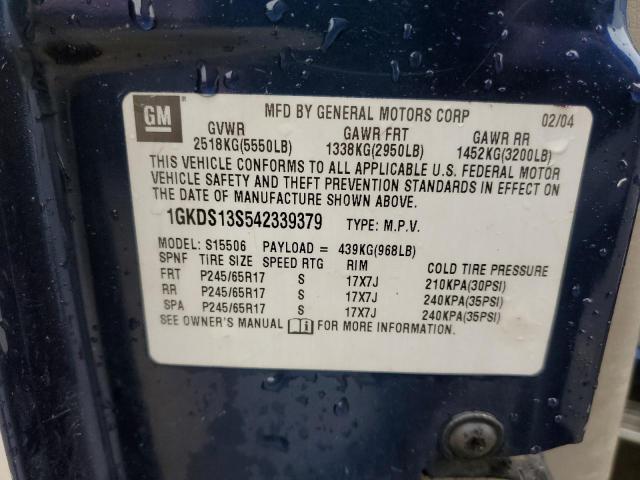 GM
MFD BY GENERAL MOTORS CORP 02/04
GVWR GAWR FRT GAWR RR
2518KG(5550LB) 1338KG(2950LB) 1452KG(3200LB)
THIS VEHICLE CONFORMS TO ALL APPLICABLE U.S. FEDERAL MOTOR
VEHICLE SAFETY AND THEFT PREVENTION STANDARDS IN EFFECT ON
THE DATE OF MANUFACTURE SHOWN ABOVE.
1GKDS13S542339379 TYPE: M.P.V.
MODEL: S15506 PAYLOAD = 439KG(968LB)
SPNF TIRE SIZE SPEED RTG RIM COLD TIRE PRESSURE
FRT P245/65R17 S 17X7J 210KPA(30PSI)
RR P245/65R17 S 17X7J 240KPA(35PSI)
SPA P245/65R17 S 17X7J 240KPA(35PSI)
SEE OWNER'S MANUAL FOR MORE INFORMATION.